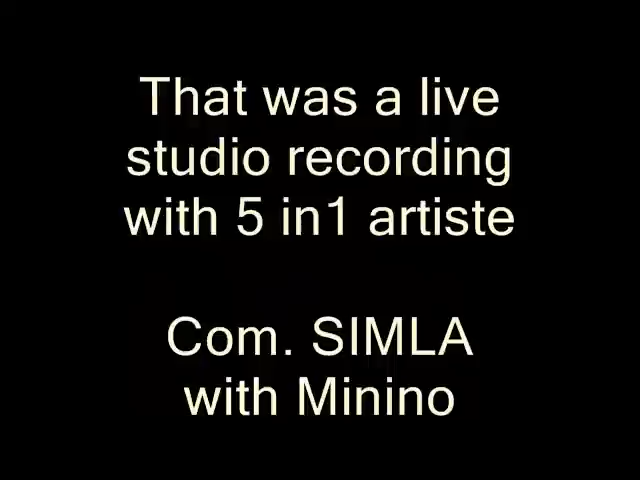 That was a live
studio recording
with 5 in1 artiste
Com. SIMLA
with Minino